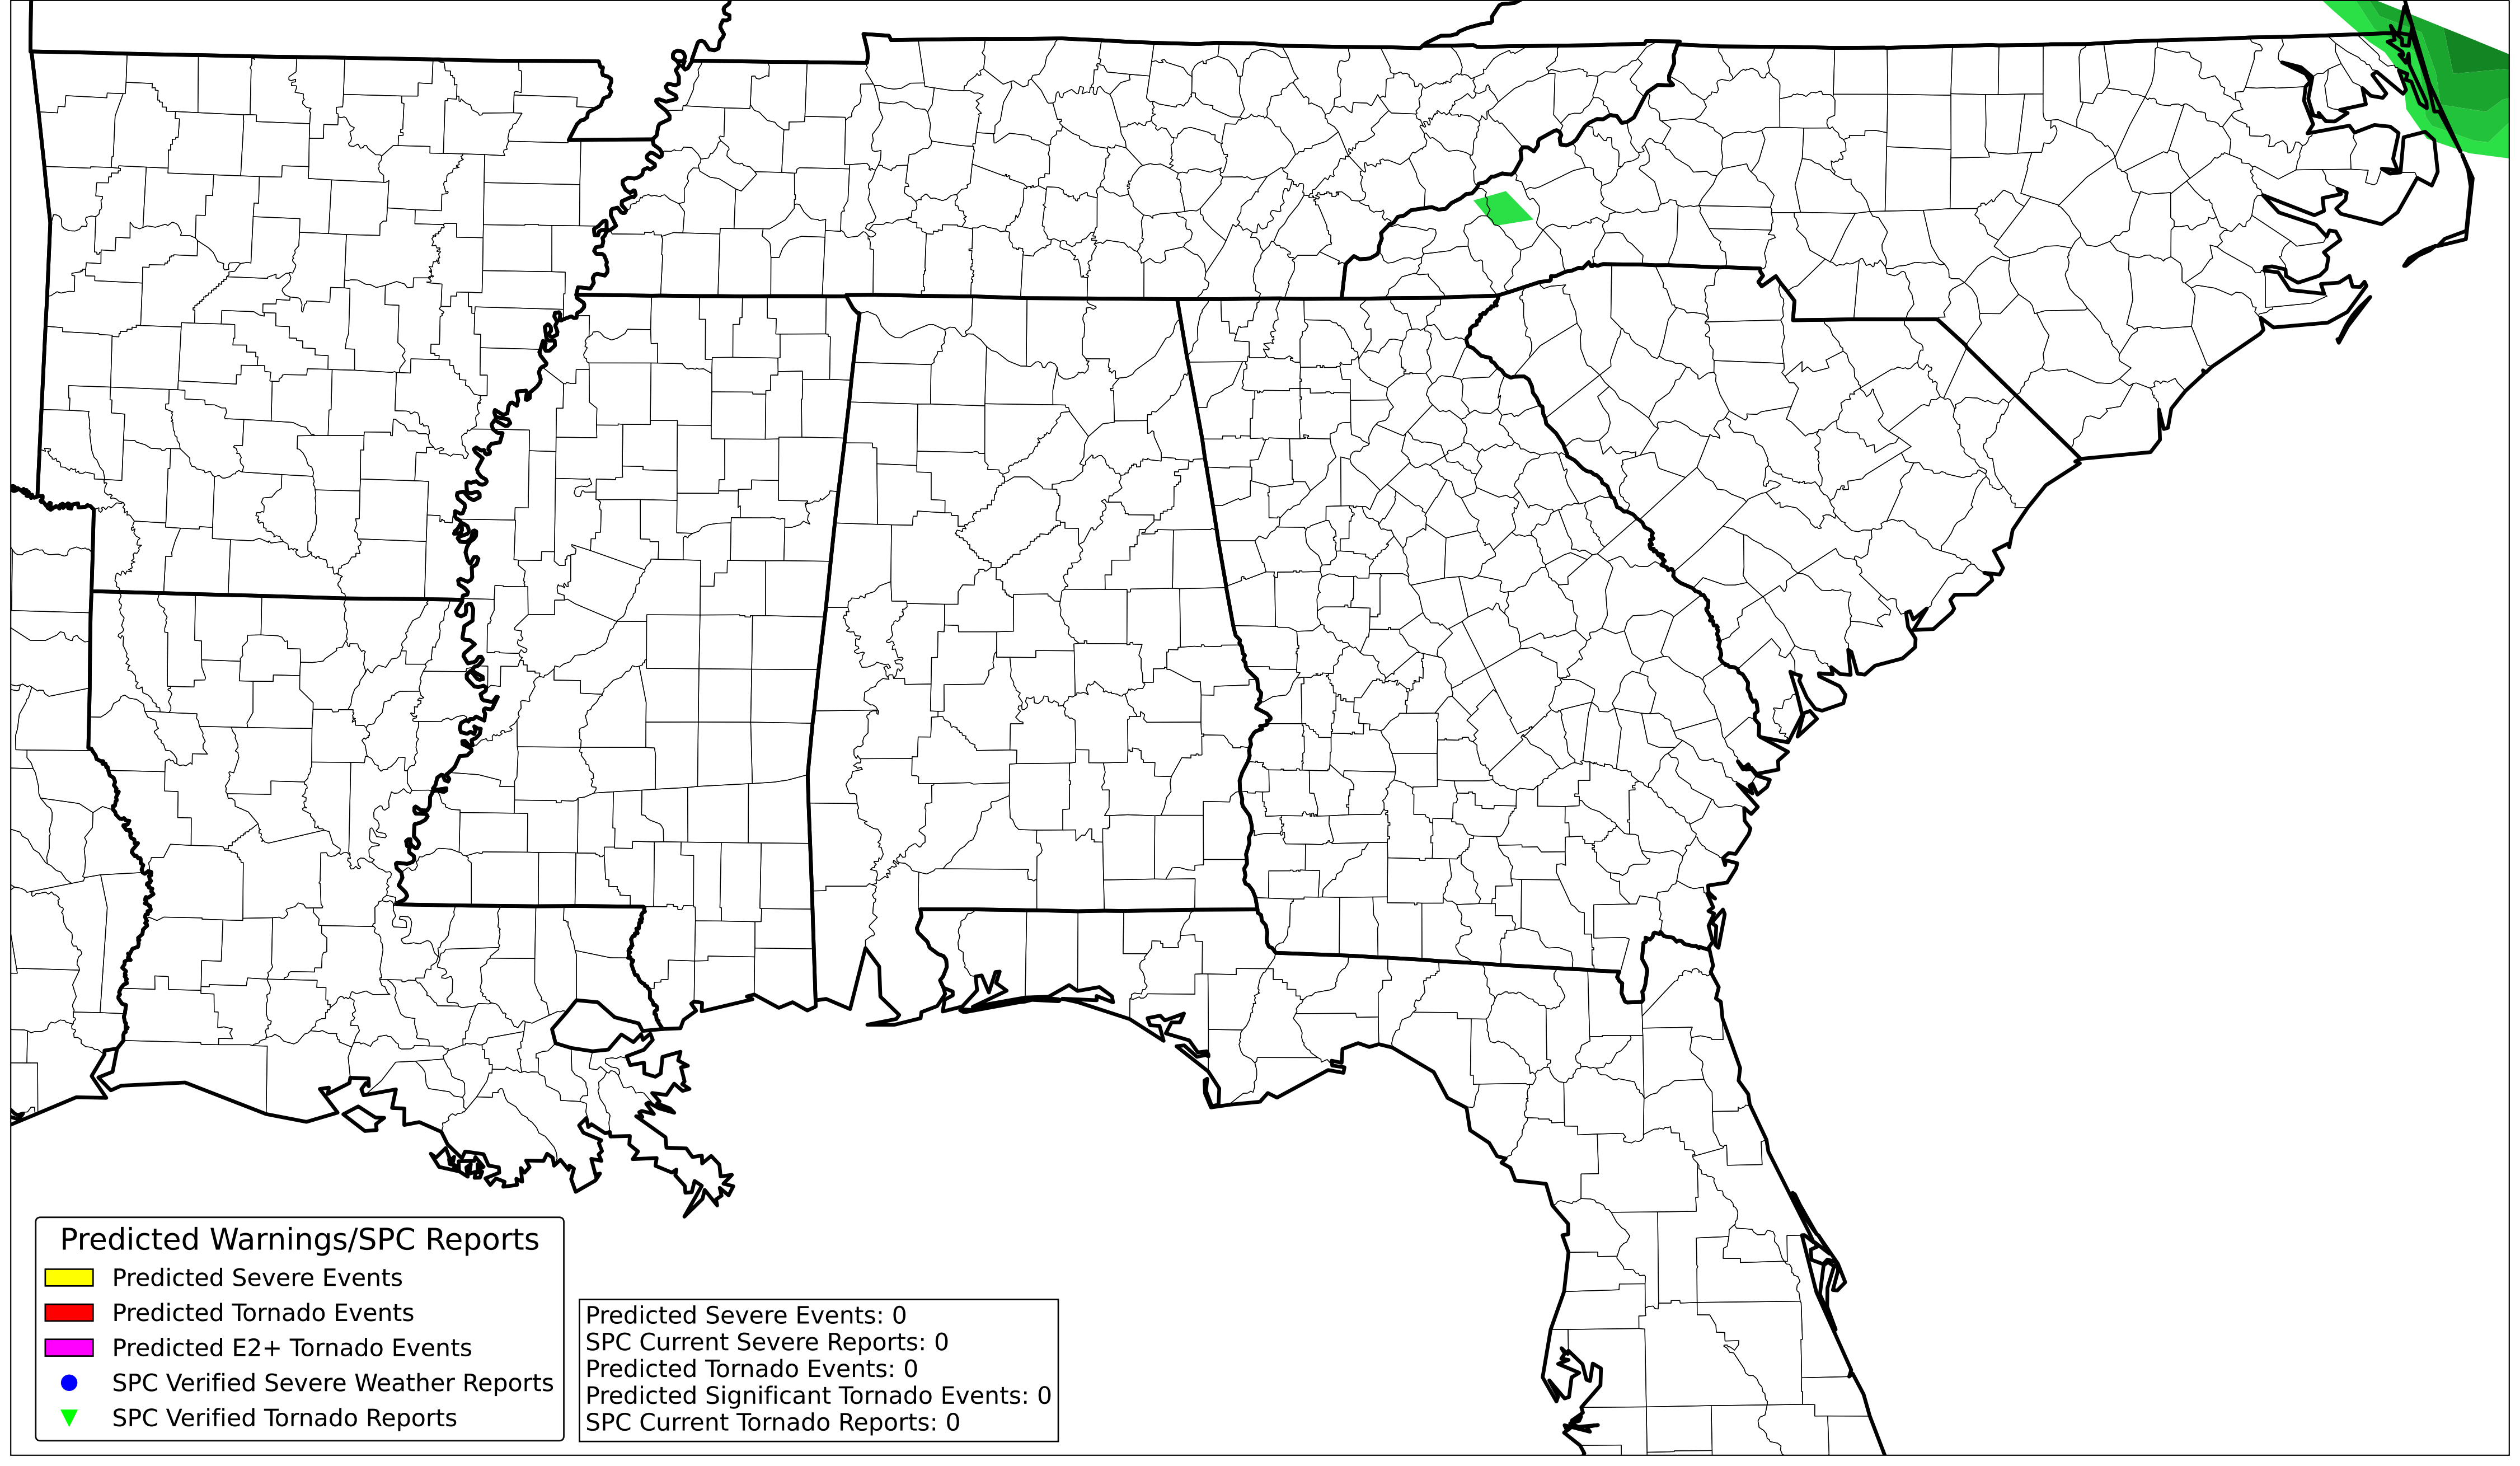 Predicted Warnings/SPC Reports
Predicted Severe Events
Predicted Tornado Events
Predicted E2+ Tornado Events
SPC Verified Severe Weather Reports
SPC Verified Tornado Reports
Predicted Severe Events: 0
SPC Current Severe Reports: 0
Predicted Tornado Events: 0
Predicted Significant Tornado Events: 0
SPC Current Tornado Reports: 0